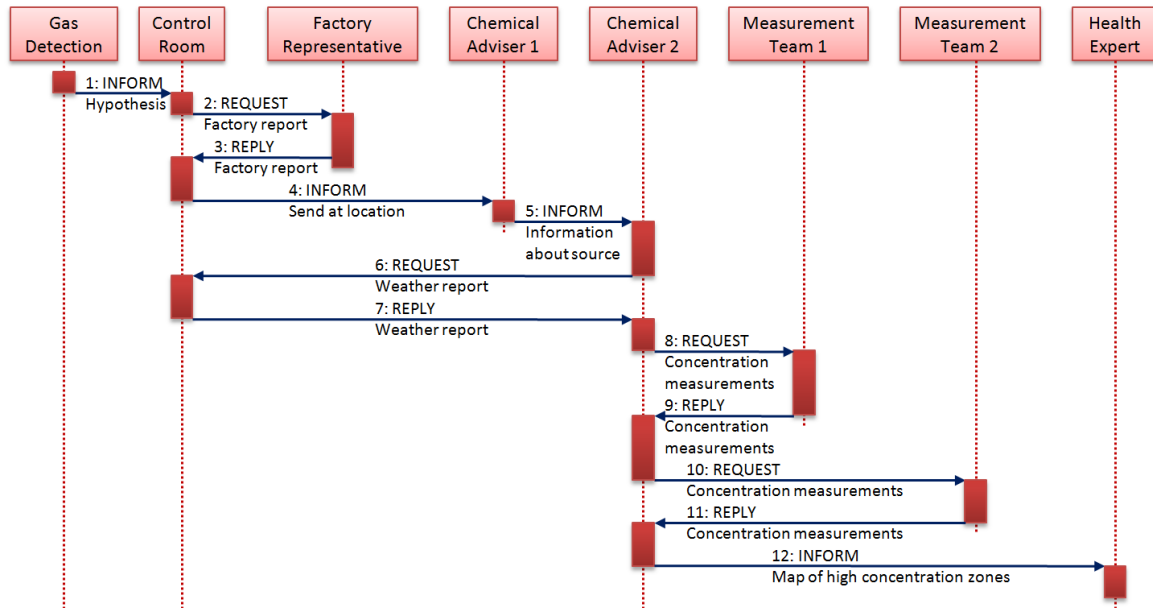 Gas
Detection
Control
Room
Factory
Representative
Chemical
Adviser 1
Chemical
Adviser 2
Measurement
Team 1
Measurement
Team 2
Health
Expert
1: INFORM
Hypothesis
2: REQUEST
Factory report
3: REPLY
Factory report
4: INFORM
Send at location
5: INFORM
Information
about source
6: REQUEST
Weather report
7: REPLY
Weather report
8: REQUEST
Concentration
measurements
9: REPLY
Concentration
measurements
10: REQUEST
Concentration measurements
11: REPLY
Concentration measurements
12: INFORM
Map of high concentration zones